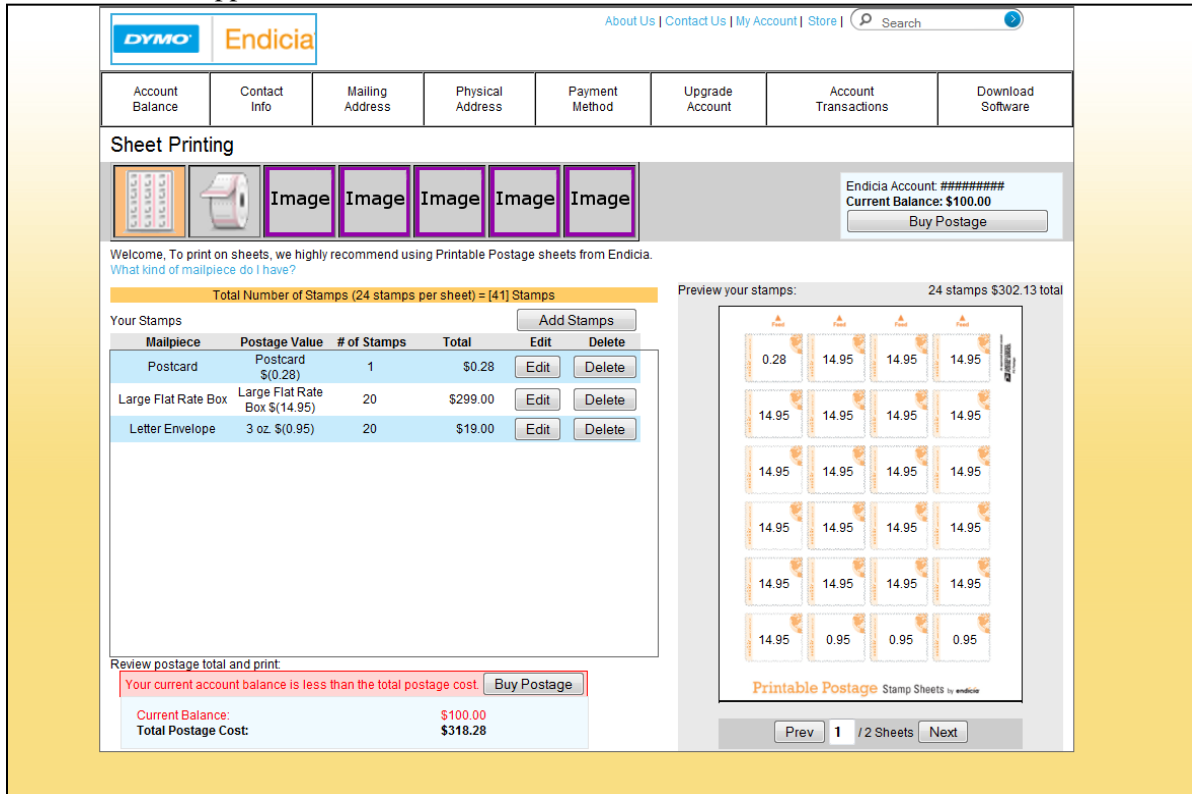 About Us | Contact Us | My Account | Store | Search
DYMO Endicia
Account Balance
Contact Info
Mailing Address
Physical Address
Payment Method
Upgrade Account
Account Transactions
Download Software
Sheet Printing
Image Image Image Image Image
Endicia Account: #########
Current Balance: $100.00
Buy Postage
Welcome, To print on sheets, we highly recommend using Printable Postage sheets from Endicia.
What kind of mailpiece do I have?
Total Number of Stamps (24 stamps per sheet) = [41] Stamps
Your Stamps Add Stamps
Mailpiece Postage Value # of Stamps Total Edit Delete
Postcard Postcard $(0.28) 1 $0.28 Edit Delete
Large Flat Rate Box Large Flat Rate Box $(14.95) 20 $299.00 Edit Delete
Letter Envelope 3 oz. $(0.95) 20 $19.00 Edit Delete
Review postage total and print:
Your current account balance is less than the total postage cost. Buy Postage
Current Balance: $100.00
Total Postage Cost: $318.28
Preview your stamps: 24 stamps $302.13 total
Feed Feed Feed Feed
0.28 14.95 14.95 14.95
14.95 14.95 14.95 14.95
14.95 14.95 14.95 14.95
14.95 14.95 14.95 14.95
14.95 14.95 14.95 14.95
14.95 0.95 0.95 0.95
Printable Postage Stamp Sheets by endicia
Prev 1 / 2 Sheets Next